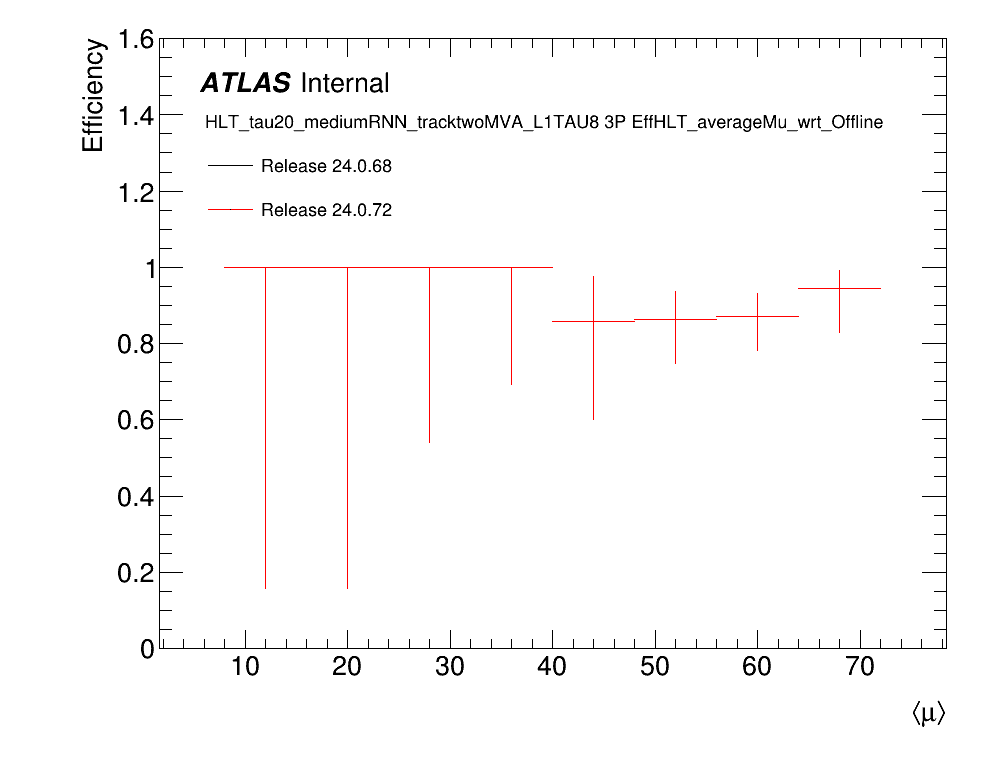 Efficiency
ATLAS Internal
HLT_tau20_mediumRNN_tracktwoMVA_L1TAU8 3P EffHLT_averageMu_wrt_Offline
Release 24.0.68
Release 24.0.72
1.6
1.4
1.2
1
0.8
0.6
0.4
0.2
0
10 20 30 40 50 60 70
⟨μ⟩